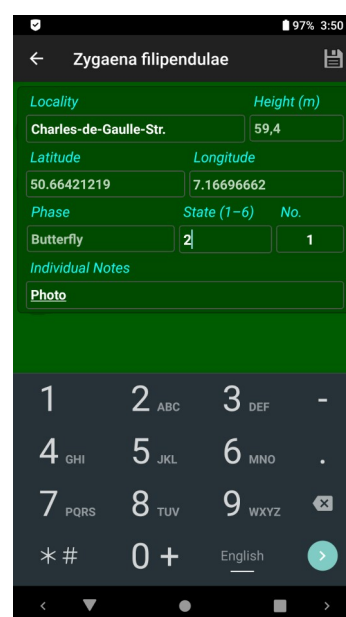 97% 3:50
Zygaena filipendulae
Locality Height (m)
Charles-de-Gaulle-Str. 59,4
Latitude Longitude
50.66421219 7.16696662
Phase State (1–6) No.
Butterfly 2 1
Individual Notes
Photo
1 2 ABC 3 DEF -
4 GHI 5 JKL 6 MNO .
7 PQRS 8 TUV 9 WXYZ
*# 0 + English